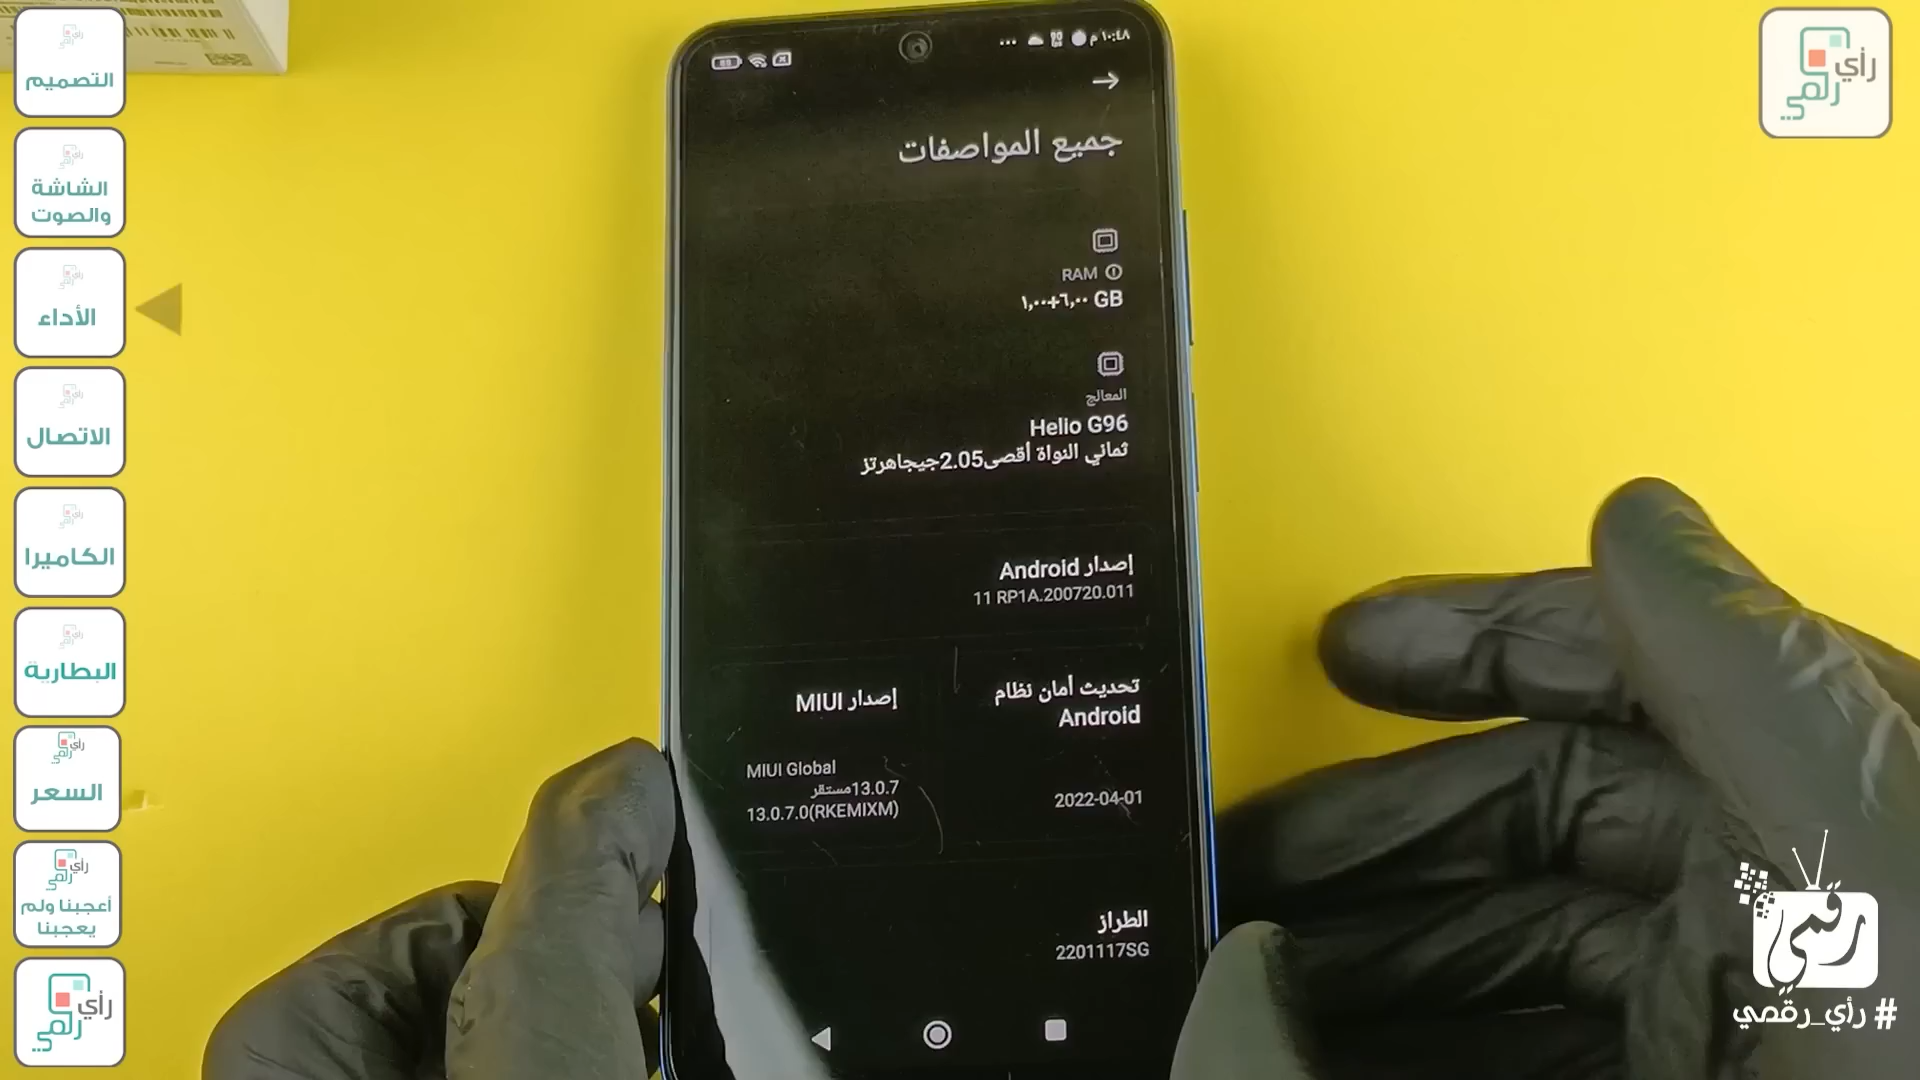 ١٠:٤٨ م
جميع المواصفات
RAM
١,٠٠+٦,٠٠ GB
المعالج
Helio G96
ثماني النواة أقصى2.05جيجاهرتز
إصدار Android
11 RP1A.200720.011
تحديث أمان نظام
Android
2022-04-01
إصدار MIUI
MIUI Global
13.0.7مستقر
13.0.7.0(RKEMIXM)
الطراز
2201117SG
التصميم
الشاشة
والصوت
الأداء
الاتصال
الكاميرا
البطارية
السعر
أعجبنا ولم
يعجبنا
رأي
رقمي
رأي
رقمي
رقمي
# رأي_رقمي